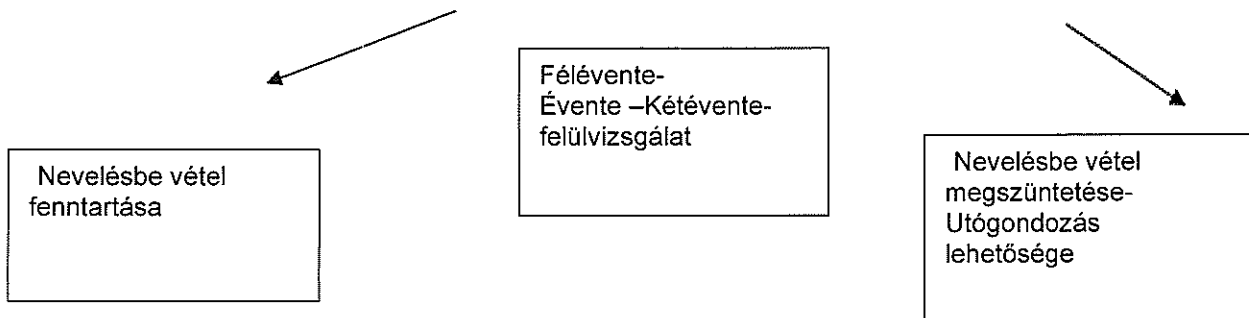 Félévente-
Évente –Kétévente-
felülvizsgálat
Nevelésbe vétel
fenntartása
Nevelésbe vétel
megszüntetése-
Utógondozás
lehetősége